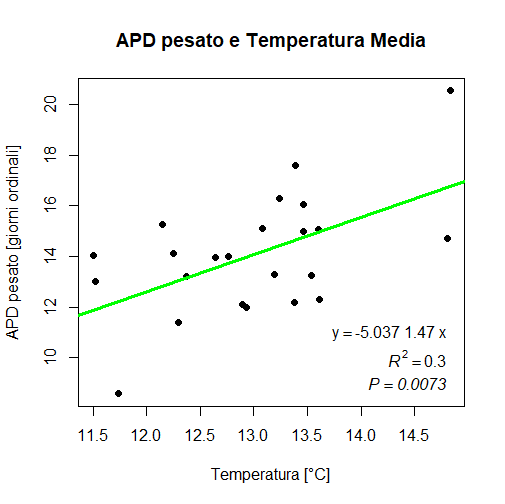 APD pesato e Temperatura Media
APD pesato [giorni ordinali]
20
18
16
14
12
10
y = -5.037 1.47 x
R² = 0.3
P = 0.0073
11.5 12.0 12.5 13.0 13.5 14.0 14.5
Temperatura [°C]